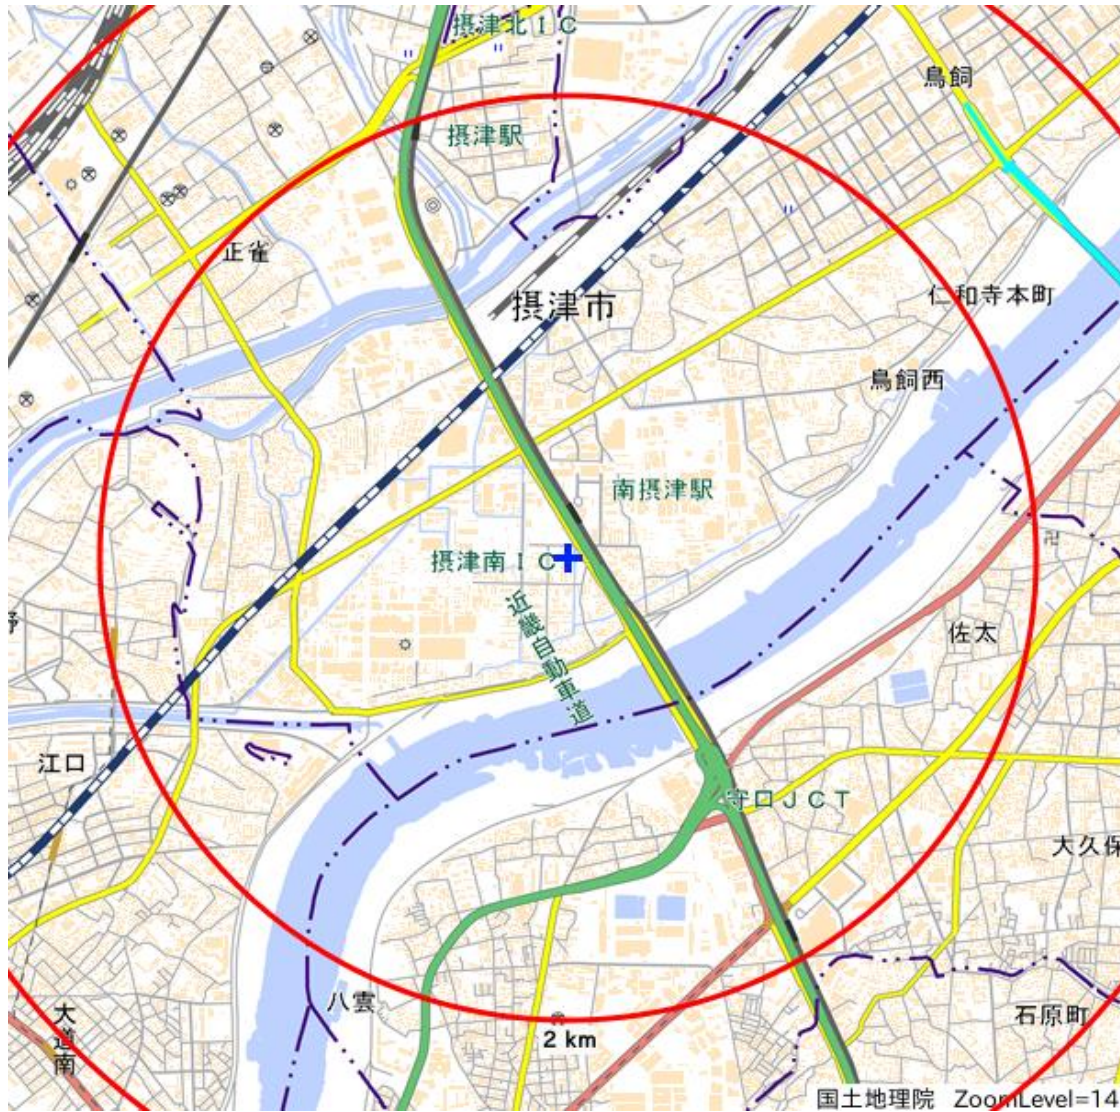 摂津北ＩＣ
鳥飼
摂津駅
正雀
摂津市
仁和寺本町
鳥飼西
南摂津駅
摂津南ＩＣ
近畿自動車道
佐太
江口
守口ＪＣＴ
大久保
八雲
大道南
石原町
2 km
国土地理院 ZoomLevel=14